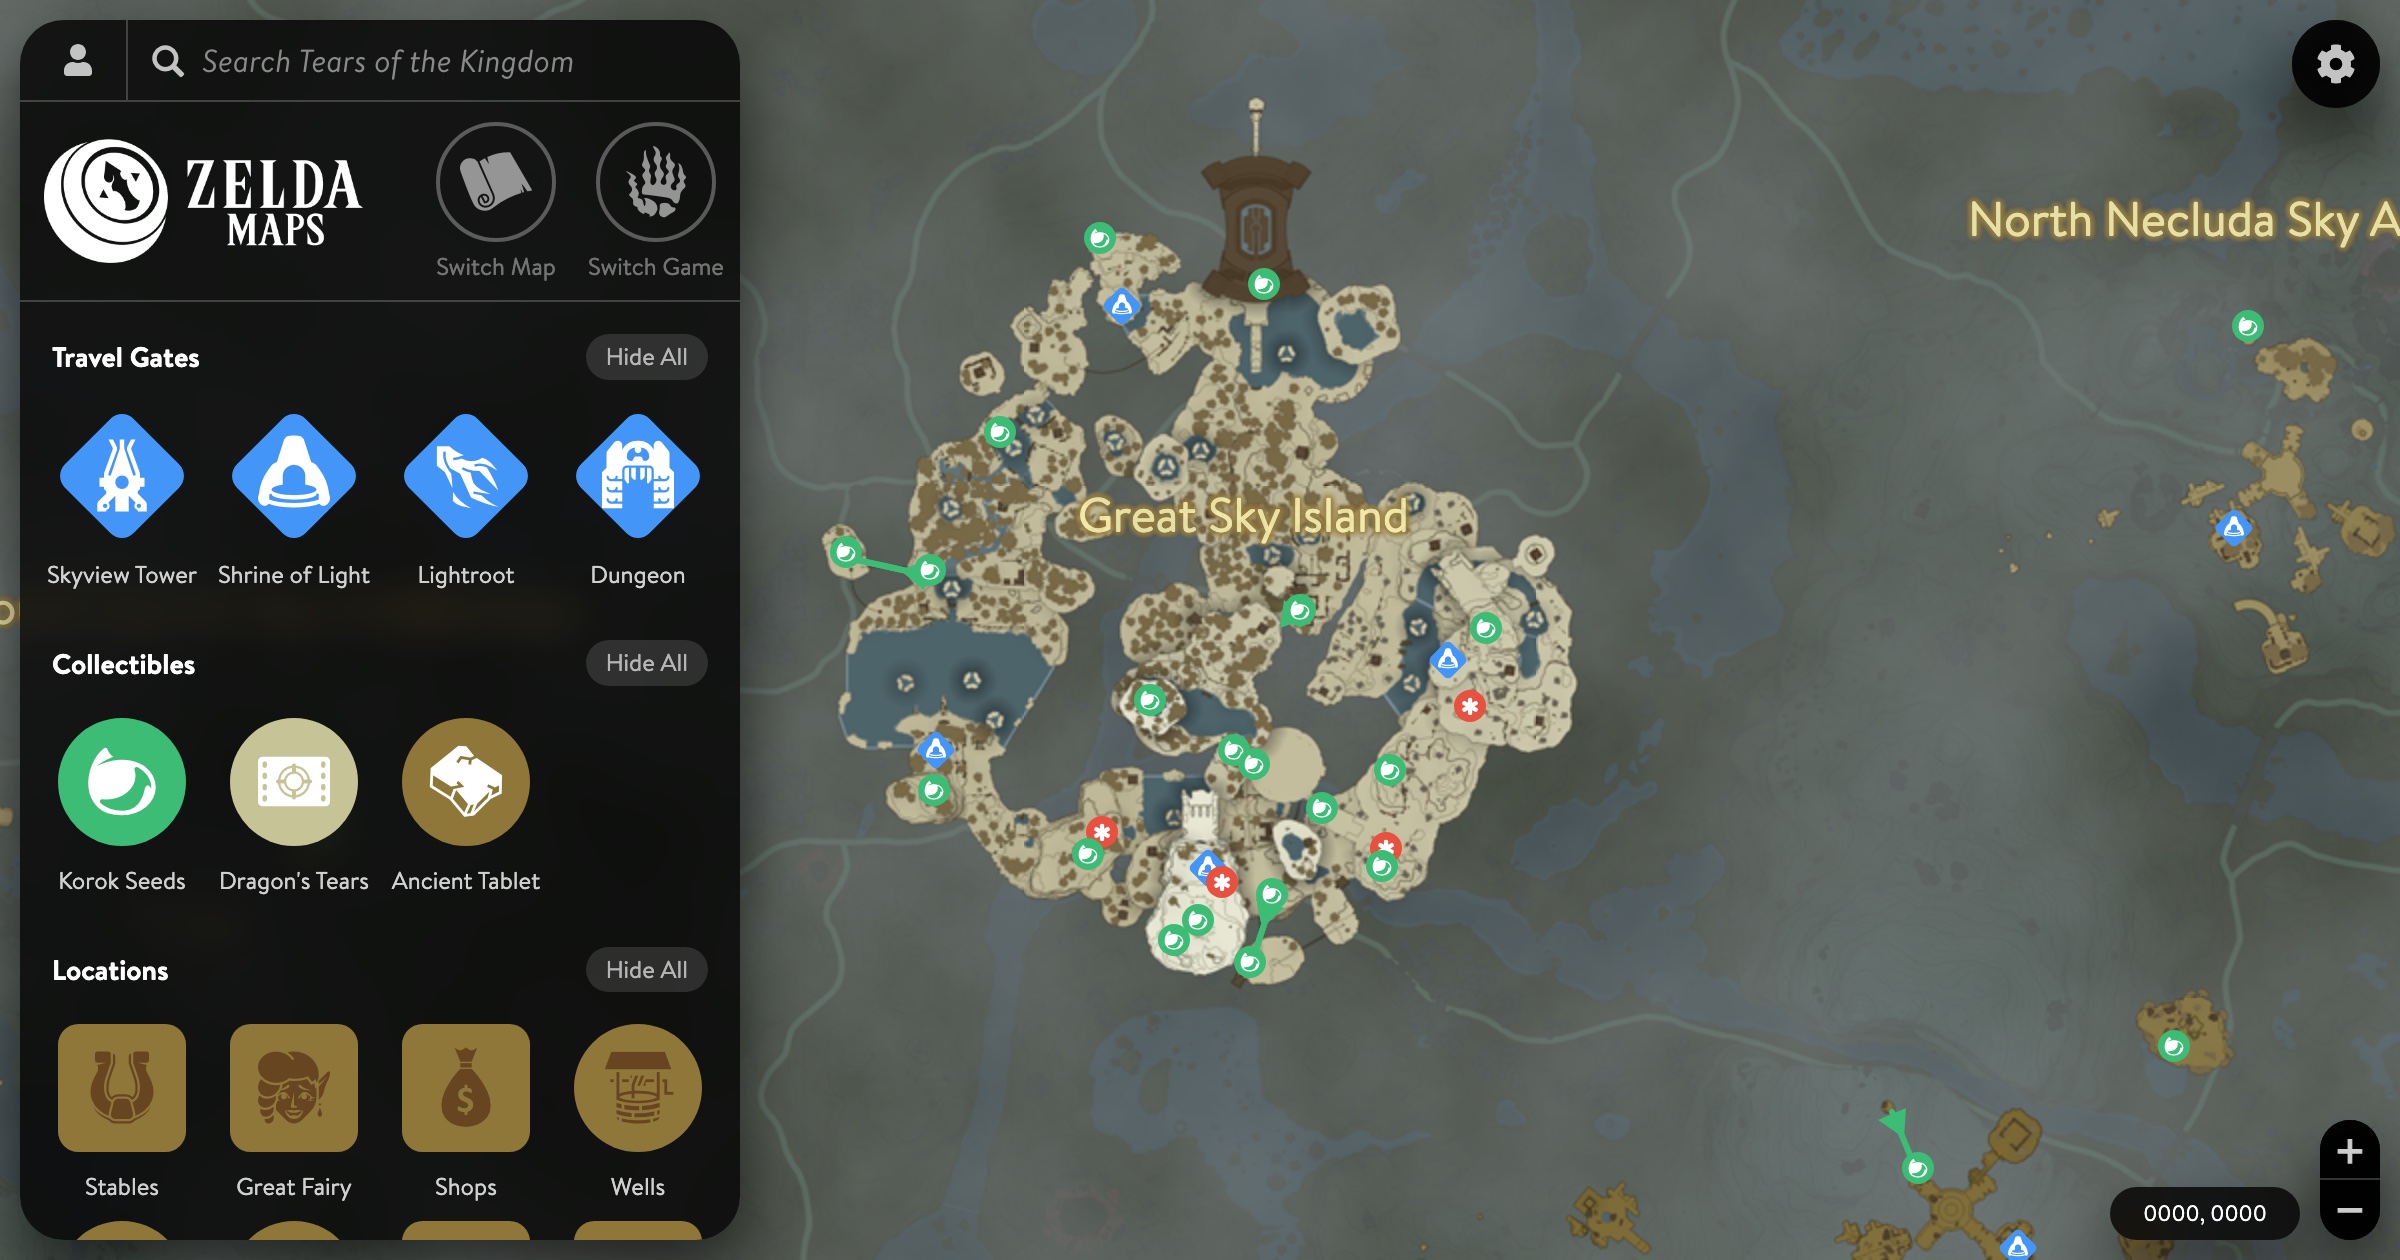 Search Tears of the Kingdom
ZELDA
MAPS
Switch Map
Switch Game
Travel Gates
Hide All
Skyview Tower
Shrine of Light
Lightroot
Dungeon
Collectibles
Hide All
Korok Seeds
Dragon's Tears
Ancient Tablet
Locations
Hide All
Stables
Great Fairy
Shops
Wells
Great Sky Island
North Necluda Sky A
0000, 0000